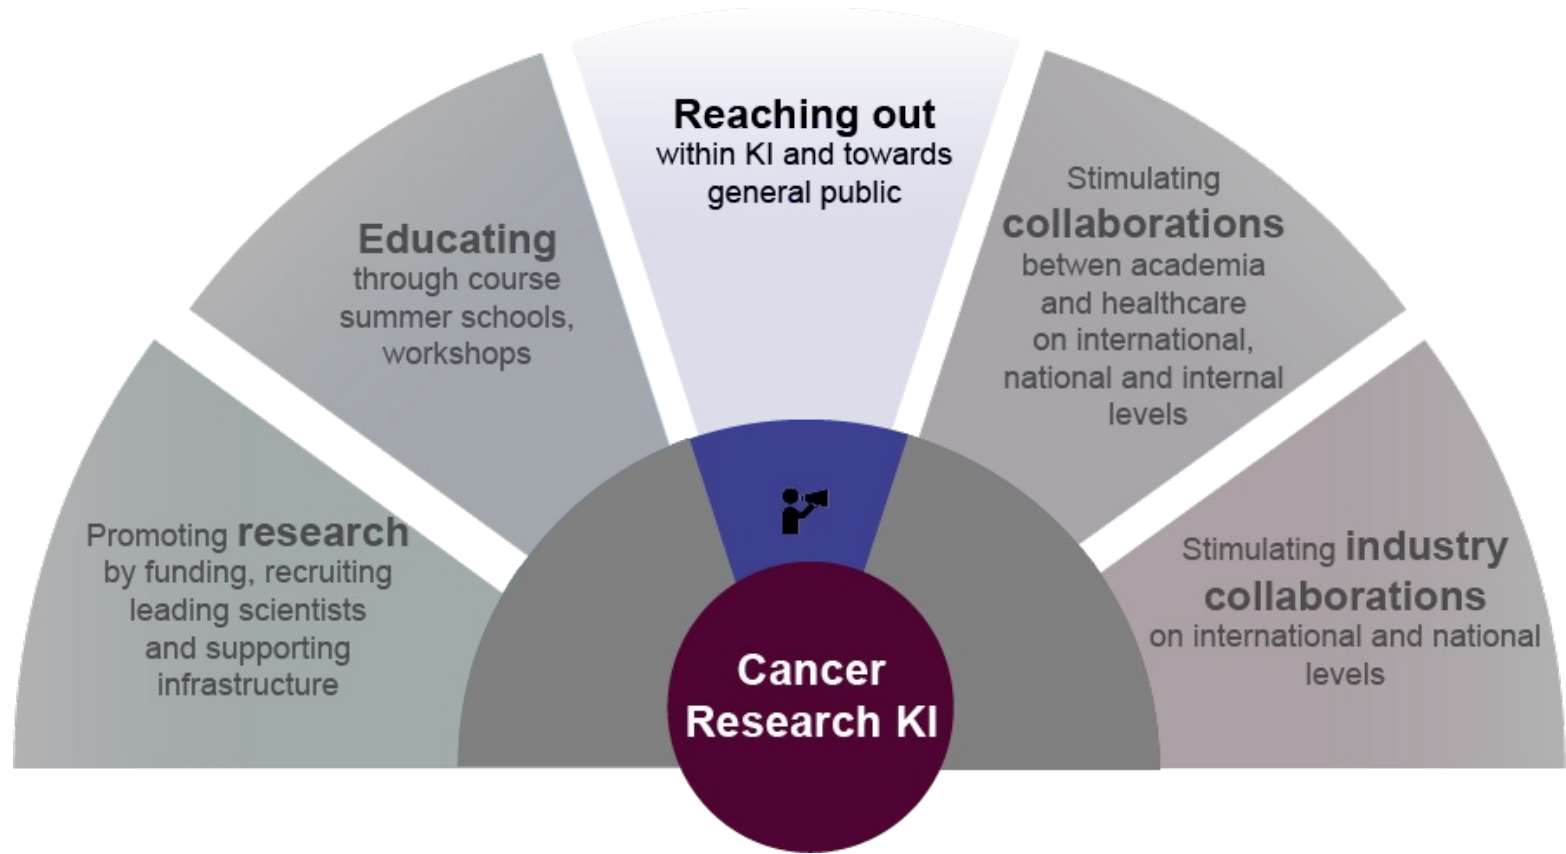 Reaching out
within KI and towards
general public
Educating
through course
summer schools,
workshops
Stimulating
collaborations
betwen academia
and healthcare
on international,
national and internal
levels
Promoting research
by funding, recruiting
leading scientists
and supporting
infrastructure
Stimulating industry
collaborations
on international and national
levels
Cancer
Research KI